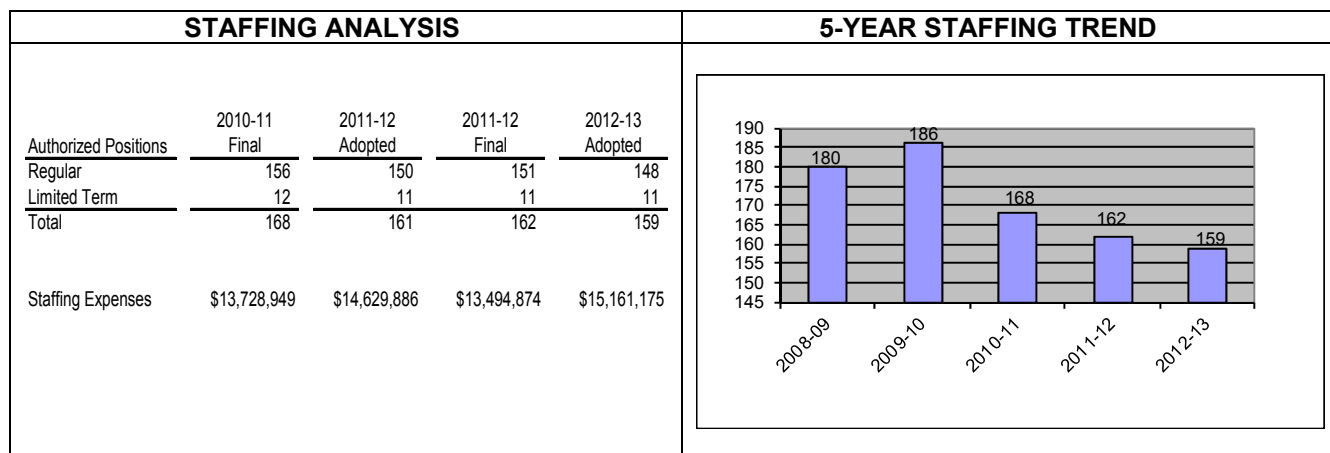 STAFFING ANALYSIS
2010-11 2011-12 2011-12 2012-13
Authorized Positions Final Adopted Final Adopted
Regular 156 150 151 148
Limited Term 12 11 11 11
Total 168 161 162 159
Staffing Expenses $13,728,949 $14,629,886 $13,494,874 $15,161,175
5-YEAR STAFFING TREND
190
185
180
175
170
165
160
155
150
145
180
186
168
162
159
2008-09
2009-10
2010-11
2011-12
2012-13